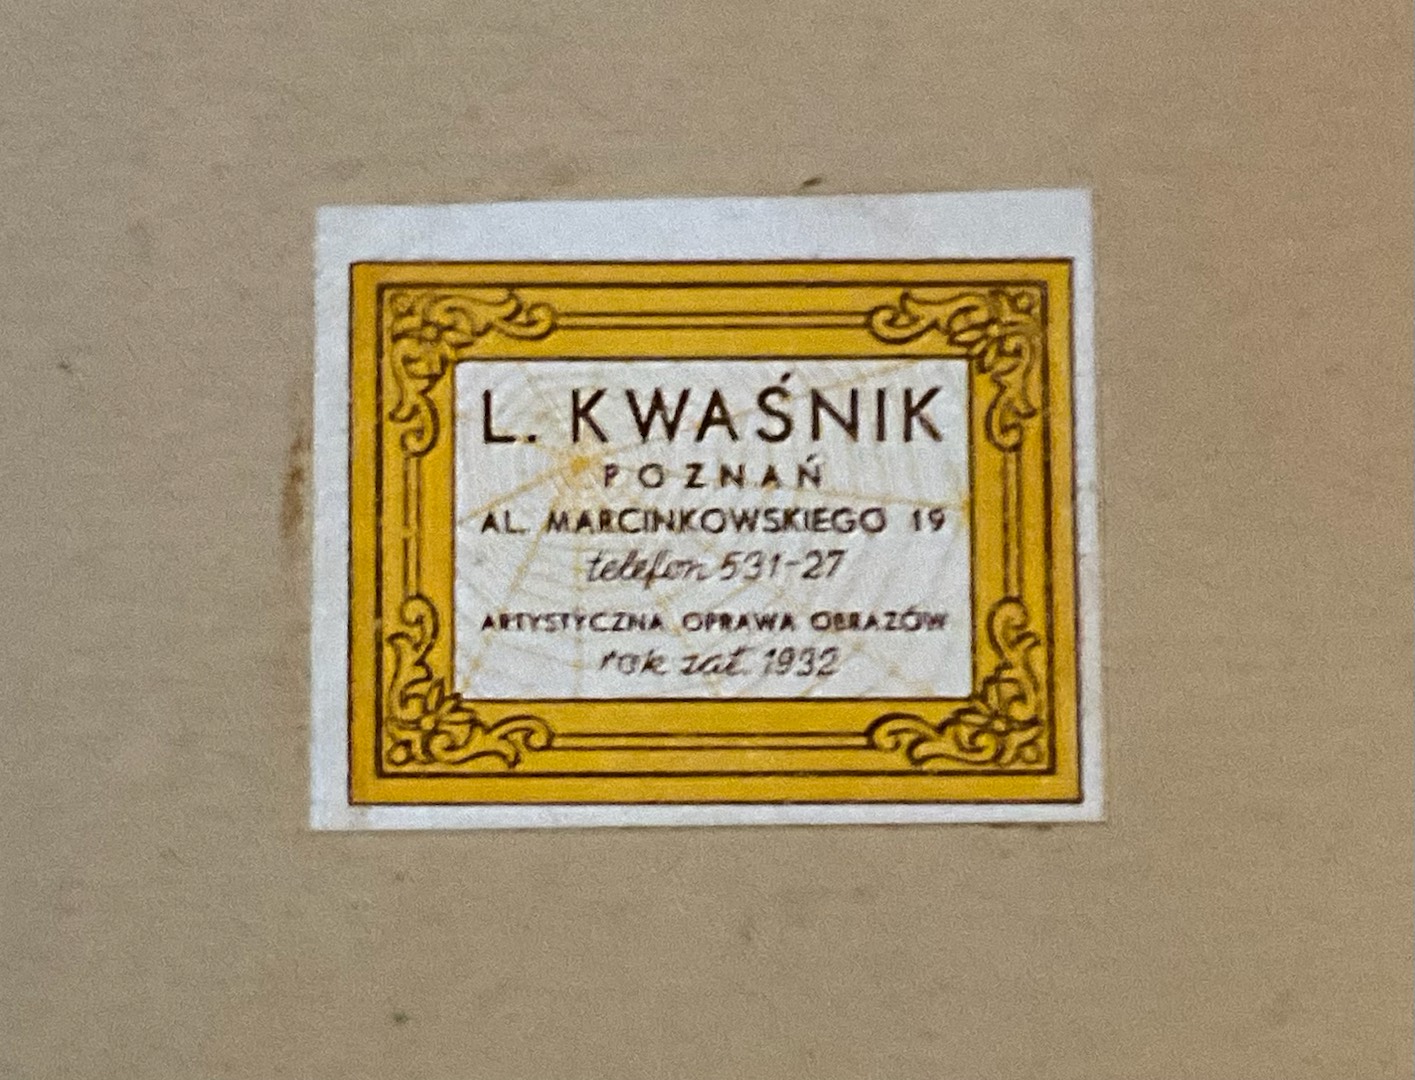 L. KWAŚNIK
POZNAŃ
AL. MARCINKOWSKIEGO 19
telefon 531-27
ARTYSTYCZNA OPRAWA OBRAZÓW
rok zał. 1932